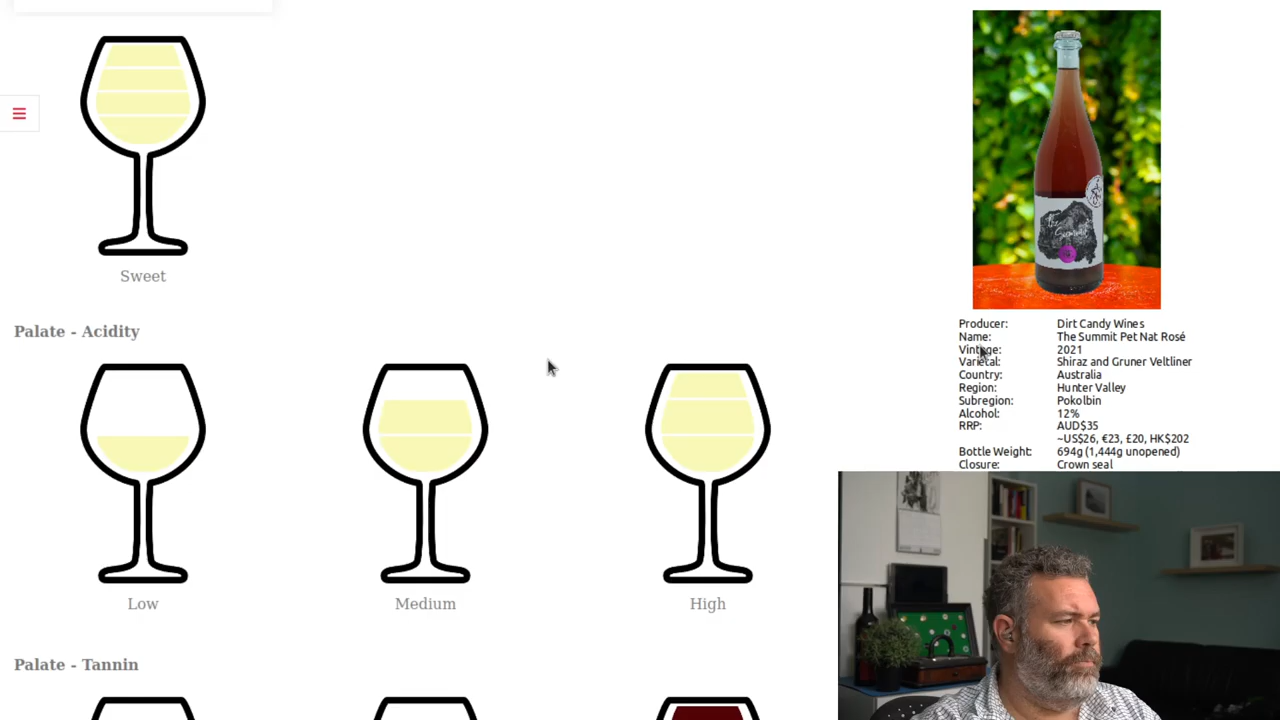 Sweet
Palate - Acidity
Low
Medium
High
Palate - Tannin
The
Summit
Producer: Dirt Candy Wines
Name: The Summit Pet Nat Rosé
Vintage: 2021
Varietal: Shiraz and Gruner Veltliner
Country: Australia
Region: Hunter Valley
Subregion: Pokolbin
Alcohol: 12%
RRP: AUD$35
~US$26, €23, £20, HK$202
Bottle Weight: 694g (1,444g unopened)
Closure: Crown seal